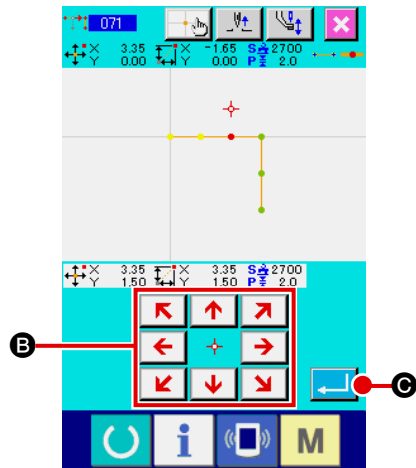 071
X 3.35 X -1.65 S 2700
Y 0.00 Y 0.00 P 2.0
X 3.35 X 3.35 S 2700
Y 1.50 Y 1.50 P 2.0
B
C
i M